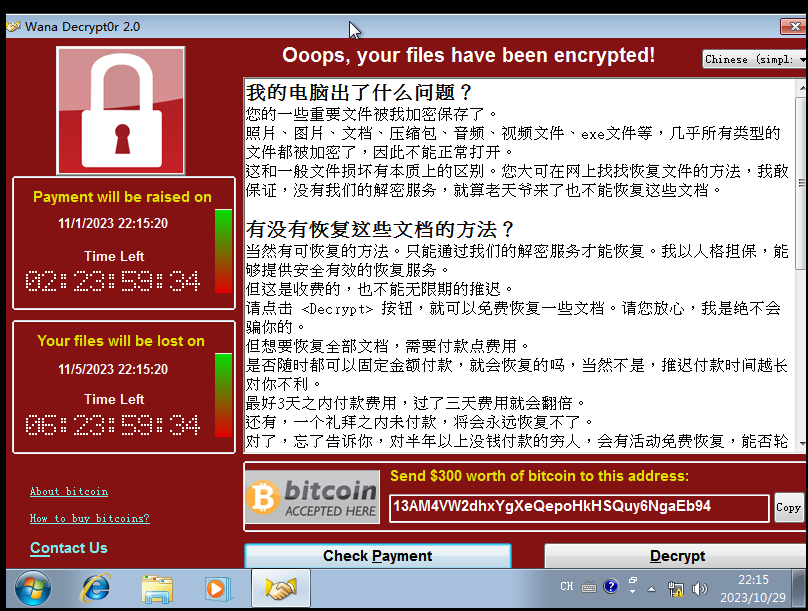 Wana Decrypt0r 2.0
Ooops, your files have been encrypted!
Chinese (simpl:
我的电脑出了什么问题？
您的一些重要文件被我加密保存了。
照片、图片、文档、压缩包、音频、视频文件、exe文件等，几乎所有类型的
文件都被加密了，因此不能正常打开。
这和一般文件损坏有本质上的区别。您大可在网上找找恢复文件的方法，我敢
保证，没有我们的解密服务，就算老天爷来了也不能恢复这些文档。
有没有恢复这些文档的方法？
当然有可恢复的方法。只能通过我们的解密服务才能恢复。我以人格担保，能
够提供安全有效的恢复服务。
但这是收费的，也不能无限期的推迟。
请点击 <Decrypt> 按钮，就可以免费恢复一些文档。请您放心，我是绝不会
骗你的。
但想要恢复全部文档，需要付款点费用。
是否随时都可以固定金额付款，就会恢复的吗，当然不是，推迟付款时间越长
对你不利。
最好3天之内付款费用，过了三天费用就会翻倍。
还有，一个礼拜之内未付款，将会永远恢复不了。
对了，忘了告诉你，对半年以上没钱付款的穷人，会有活动免费恢复，能否轮
Payment will be raised on
11/1/2023 22:15:20
Time Left
02:23:59:34
Your files will be lost on
11/5/2023 22:15:20
Time Left
06:23:59:34
About bitcoin
How to buy bitcoins?
Contact Us
bitcoin
ACCEPTED HERE
Send $300 worth of bitcoin to this address:
13AM4VW2dhxYgXeQepoHkHSQuy6NgaEb94
Copy
Check Payment
Decrypt
CH
22:15
2023/10/29